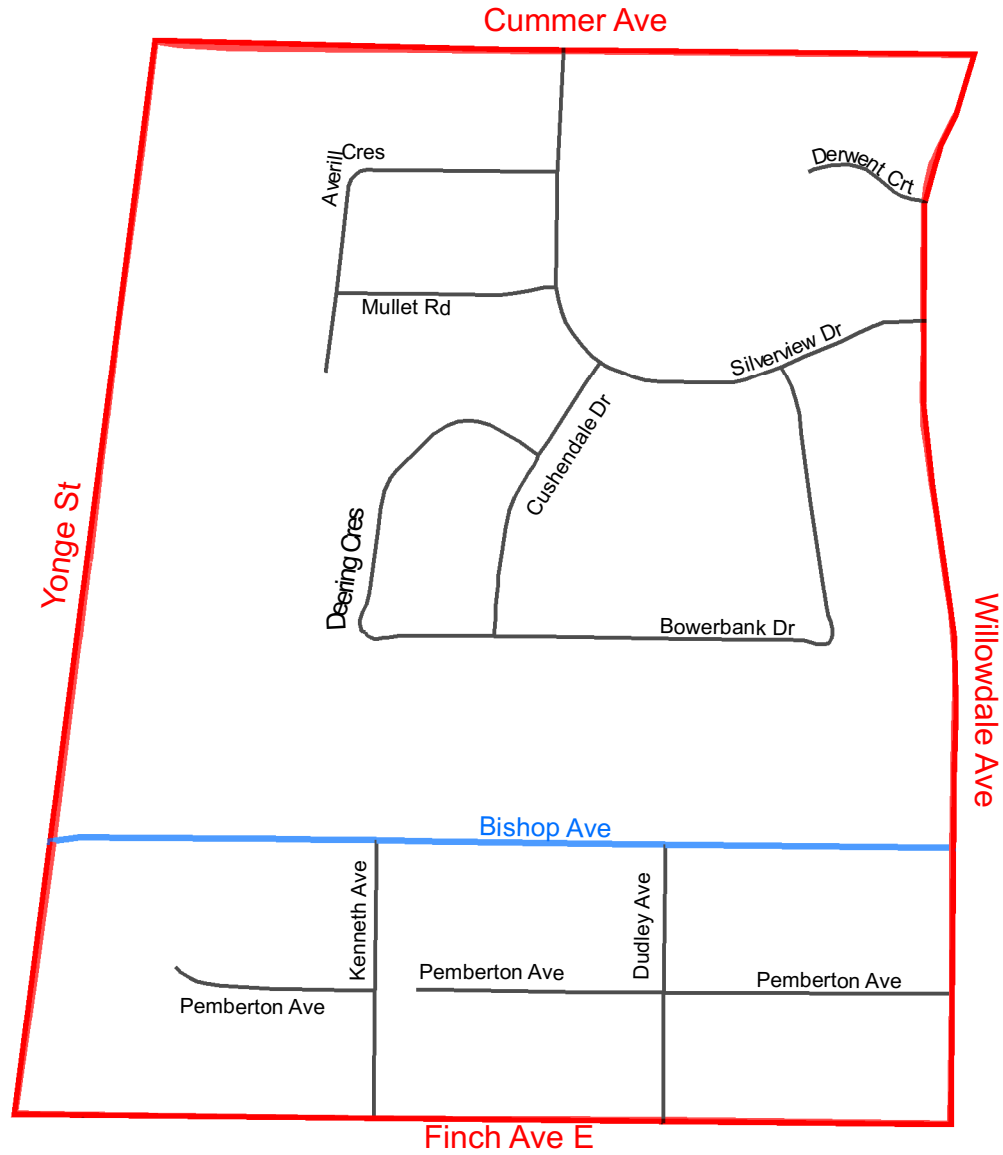 Cummer Ave
Averill Cres
Derwent Crt
Mullet Rd
Silverview Dr
Cushendale Dr
Yonge St
Deering Cres
Bowerbank Dr
Willowdale Ave
Bishop Ave
Kenneth Ave
Dudley Ave
Pemberton Ave
Pemberton Ave
Pemberton Ave
Finch Ave E